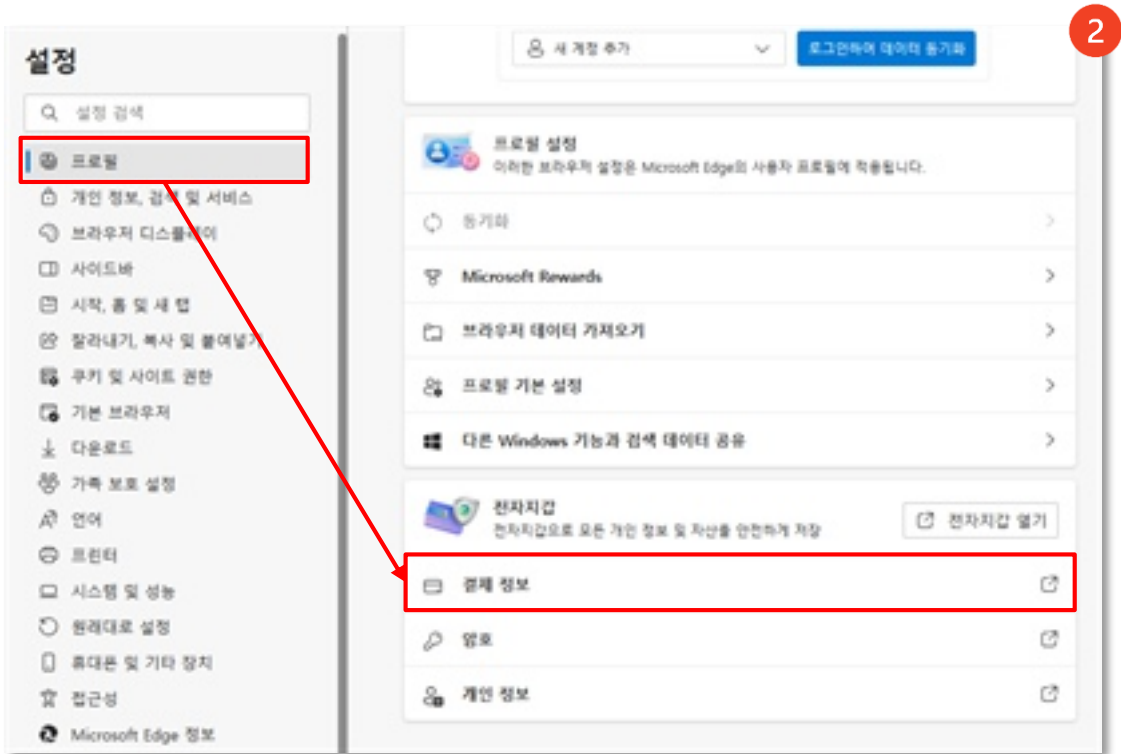 2
설정
설정 검색
프로필
개인 정보, 검색 및 서비스
브라우저 디스플레이
사이드바
시작, 홈 및 새 탭
잘라내기, 복사 및 붙여넣기
쿠키 및 사이트 권한
기본 브라우저
다운로드
가족 보호 설정
언어
프린터
시스템 및 성능
원래대로 설정
휴대폰 및 기타 장치
접근성
Microsoft Edge 정보
새 계정 추가
로그인하여 데이터 동기화
프로필 설정
이러한 브라우저 설정은 Microsoft Edge의 사용자 프로필에 적용됩니다.
동기화
Microsoft Rewards
브라우저 데이터 가져오기
프로필 기본 설정
다른 Windows 기능과 검색 데이터 공유
전자지갑
전자지갑으로 모든 개인 정보 및 자산을 안전하게 저장
전자지갑 열기
결제 정보
암호
개인 정보